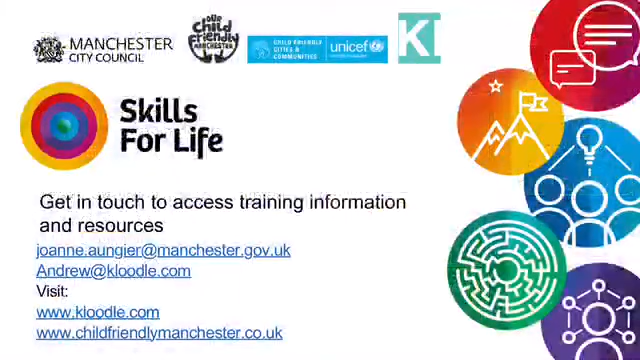 MANCHESTER
CITY COUNCIL
OUR
Child
Friendly
MANCHESTER
CHILD FRIENDLY
CITIES &
COMMUNITIES
unicef
K
Skills
For Life
Get in touch to access training information
and resources
joanne.aungier@manchester.gov.uk
Andrew@kloodle.com
Visit:
www.kloodle.com
www.childfriendlymanchester.co.uk